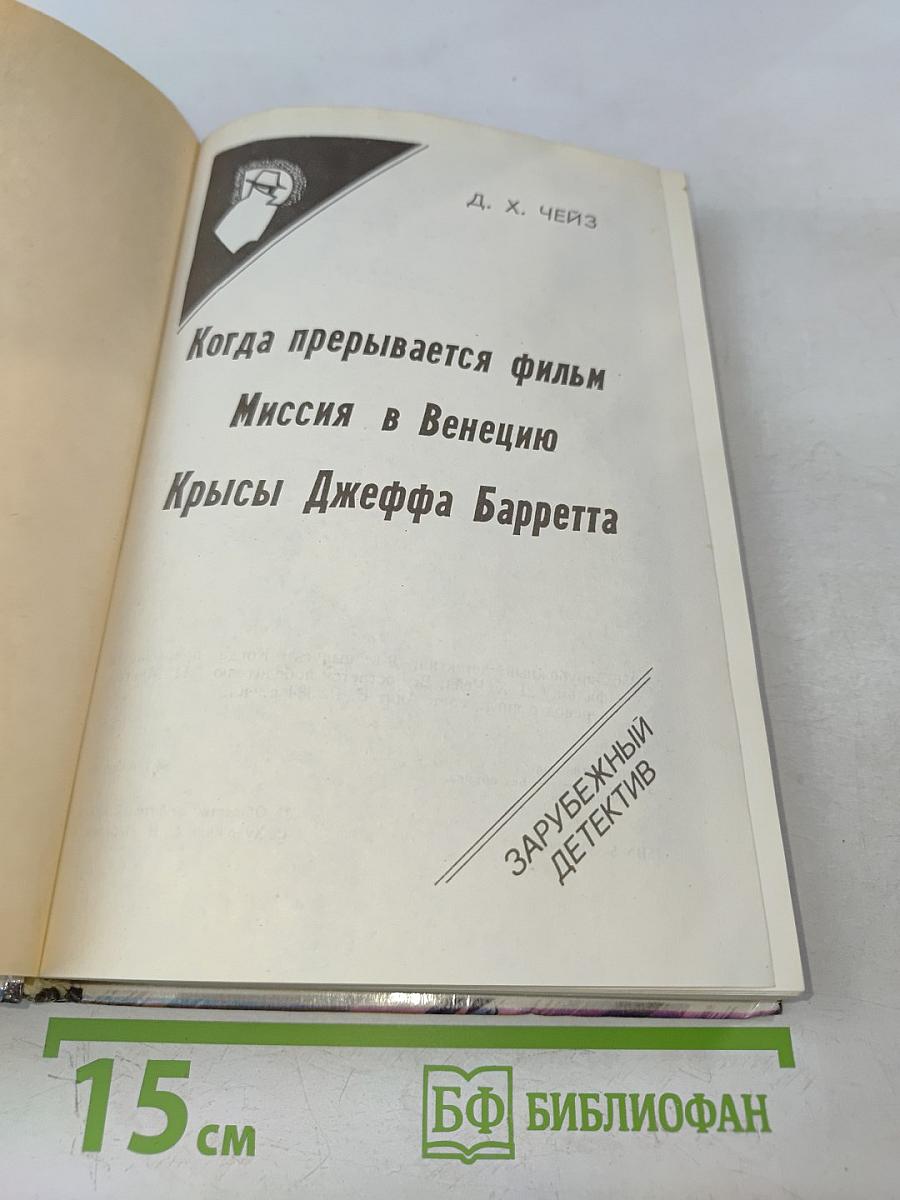 Д. Х. ЧЕЙЗ
Когда прерывается фильм
Миссия в Венецию
Крысы Джеффа Барретта
ЗАРУБЕЖНЫЙ
ДЕТЕКТИВ
15 см
БФ БИБЛИОФАН